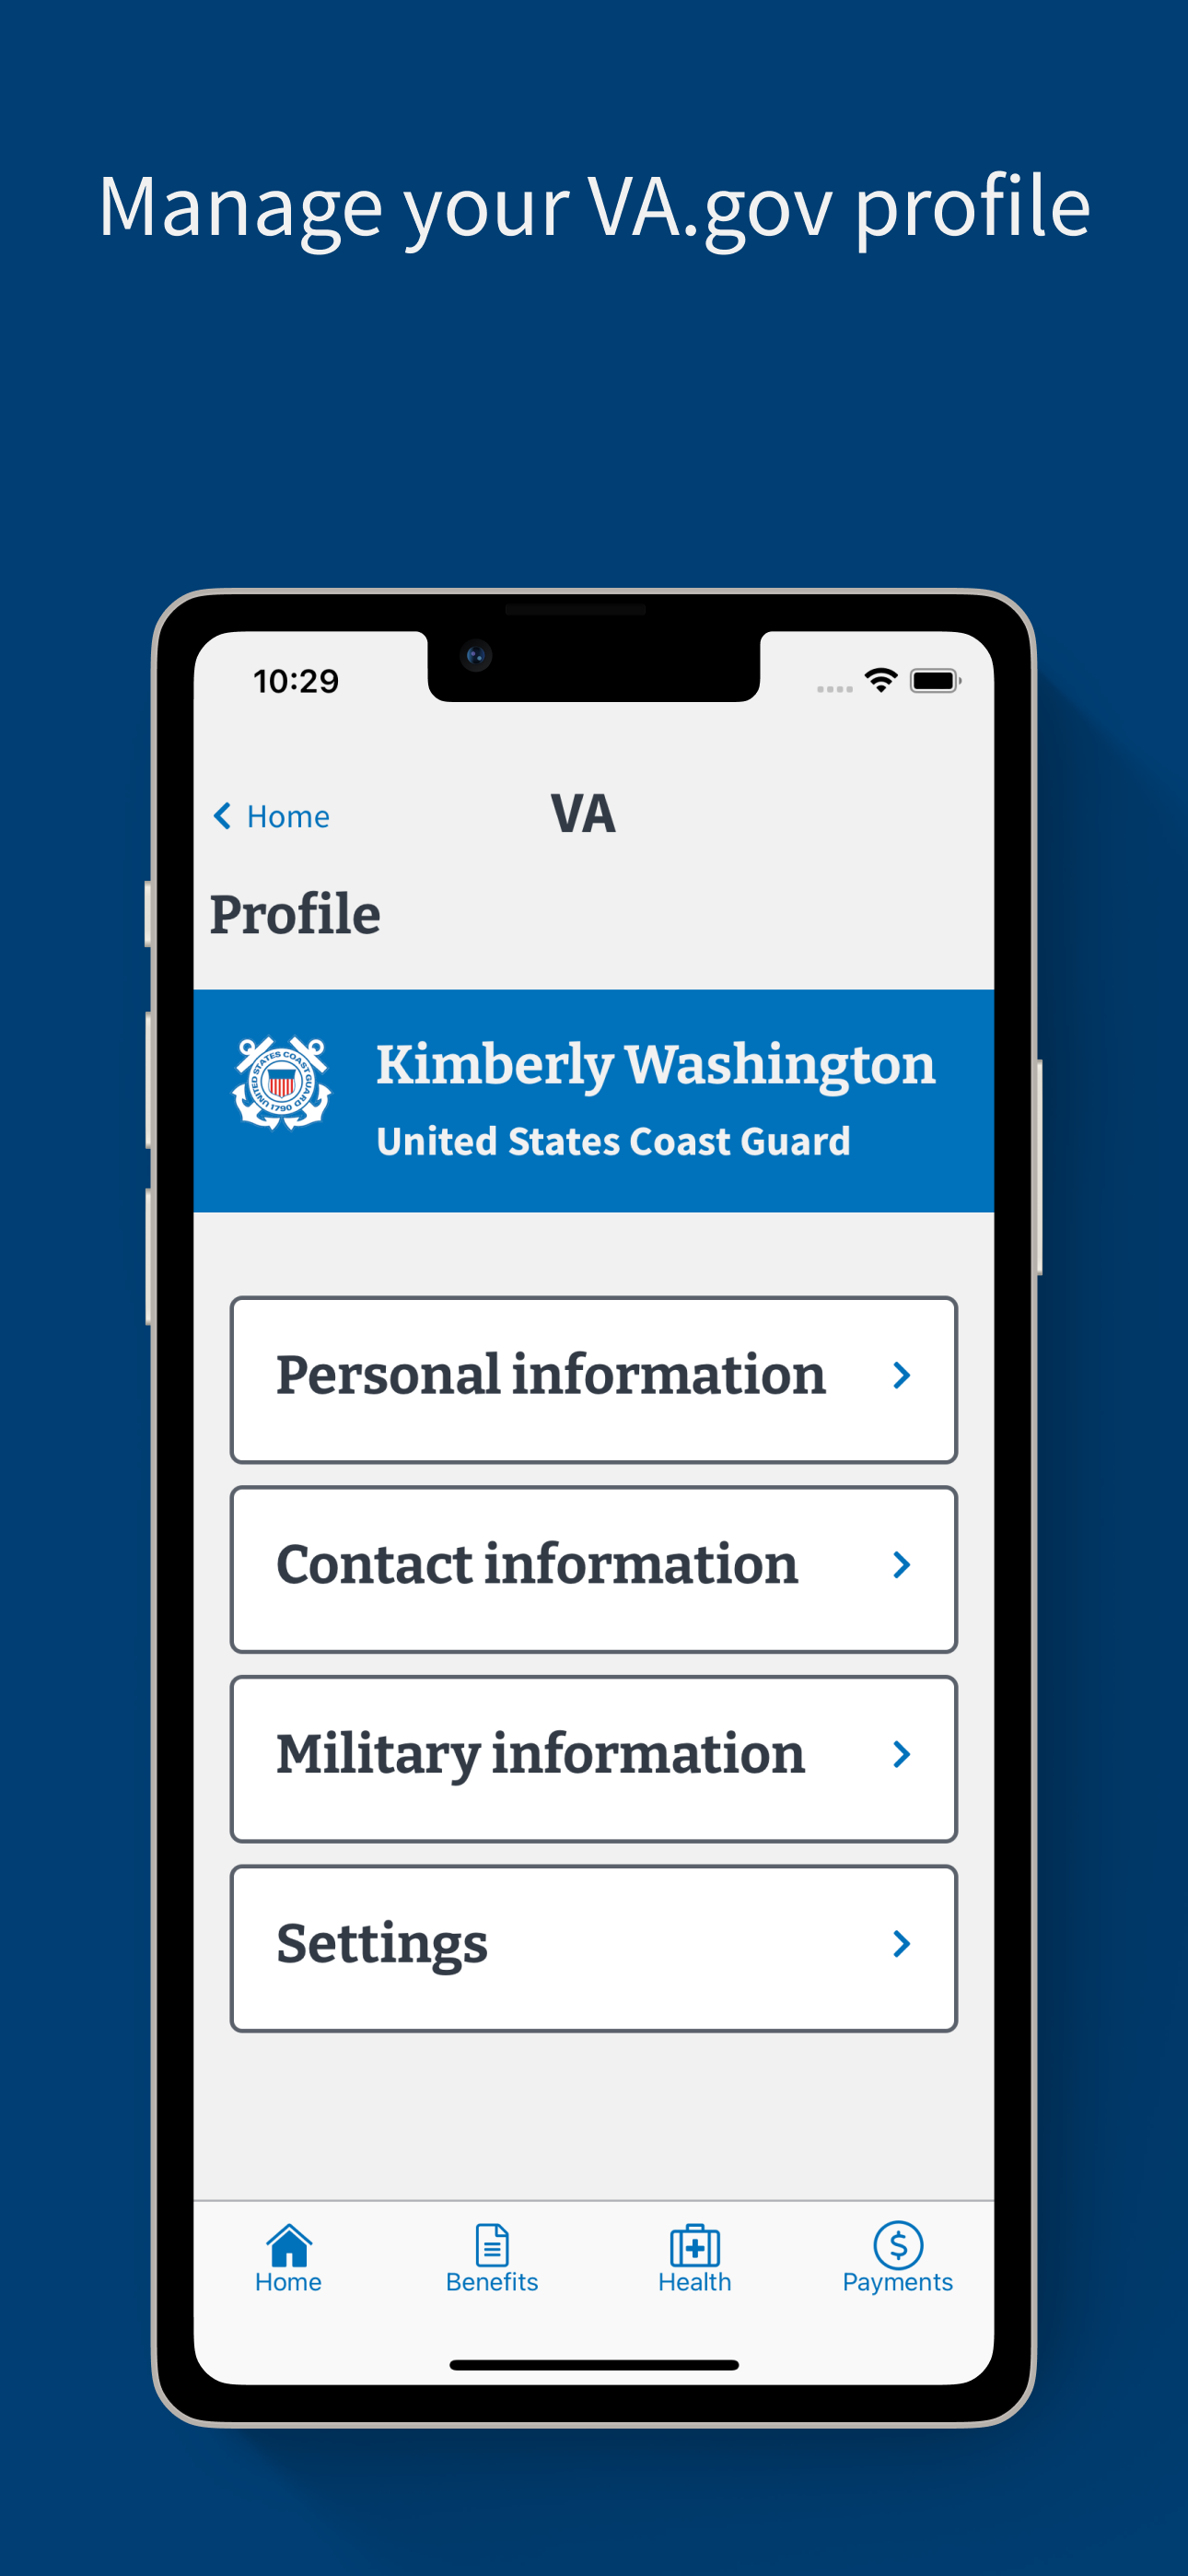 Manage your VA.gov profile
10:29
Home
VA
Profile
UNITED STATES COAST GUARD
1790
Kimberly Washington
United States Coast Guard
Personal information
Contact information
Military information
Settings
Home
Benefits
Health
Payments